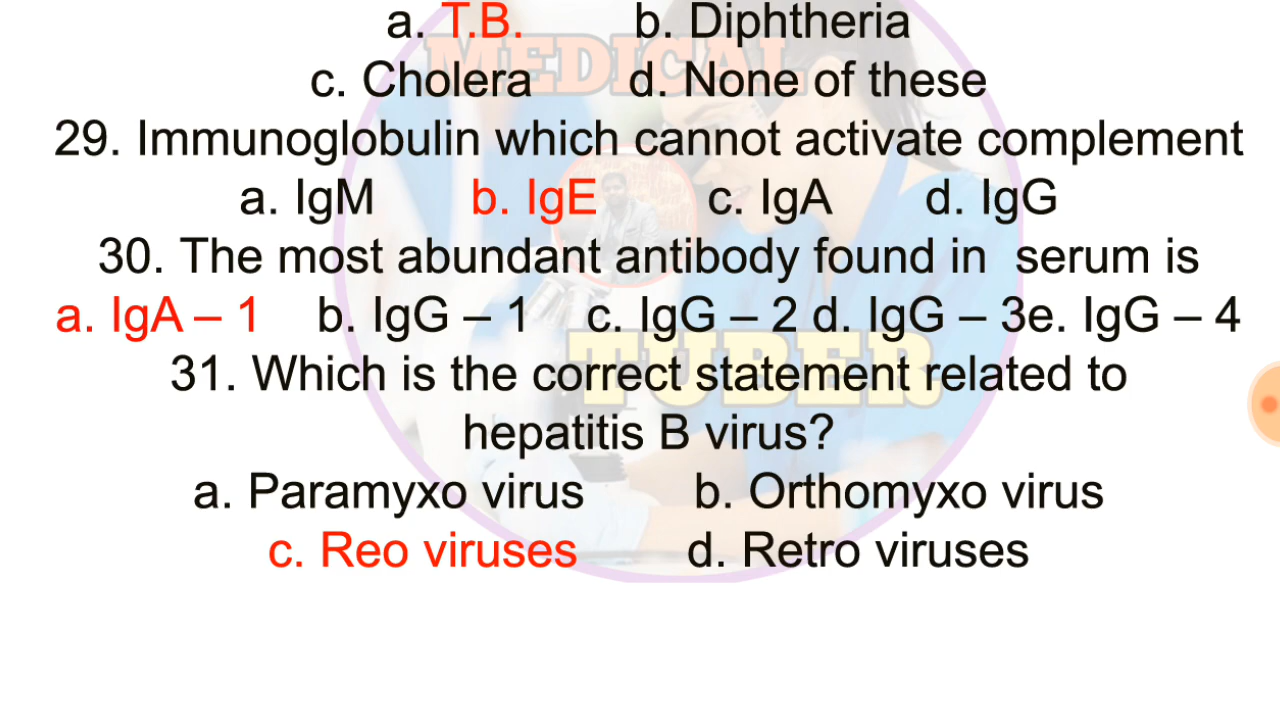 a. T.B. b. Diphtheria
c. Cholera d. None of these
29. Immunoglobulin which cannot activate complement
a. IgM b. IgE c. IgA d. IgG
30. The most abundant antibody found in serum is
a. IgA – 1 b. IgG – 1 c. IgG – 2 d. IgG – 3e. IgG – 4
31. Which is the correct statement related to
hepatitis B virus?
a. Paramyxo virus b. Orthomyxo virus
c. Reo viruses d. Retro viruses
MEDICAL
TUBER